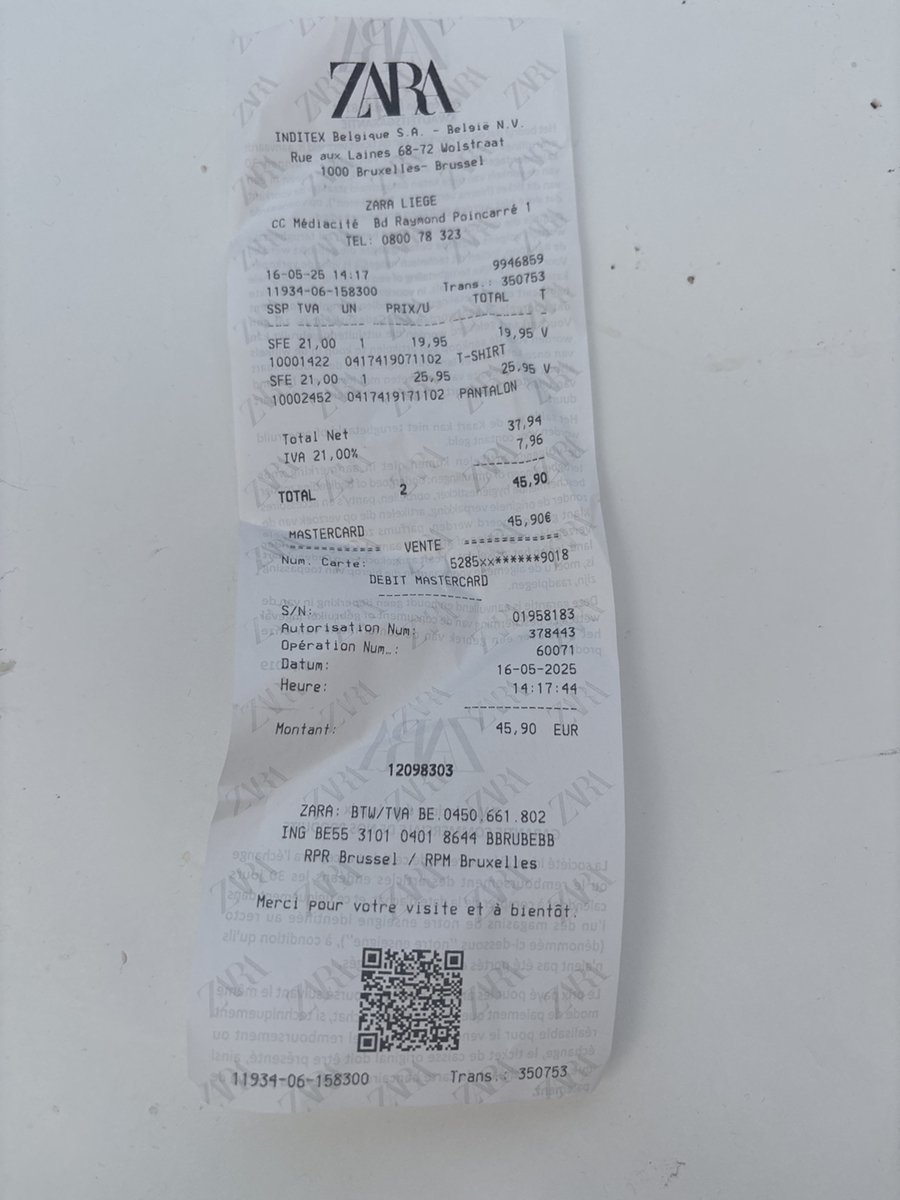 ZARA
INDITEX Belgique S.A. - België N.V.
Rue aux Laines 68-72 Wolstraat
1000 Bruxelles- Brussel
ZARA LIEGE
CC Médiacité Bd Raymond Poincarré 1
TEL: 0800 78 323
9946859
16-05-25 14:17
11934-06-158300 Trans.: 350753
SSP TVA UN PRIX/U TOTAL T
SFE 21,00 1 19,95 19,95 V
10001422 0417419071102 T-SHIRT
SFE 21,00 1 25,95 25,95 V
10002452 0417419171102 PANTALON
Total Net 37,94
IVA 21,00% 7,96
TOTAL 2 45,90
MASTERCARD 45,90€
============ VENTE ============
Num. Carte: 5285xx******9018
DEBIT MASTERCARD
S/N: 01958183
Autorisation Num: 378443
Opération Num.: 60071
Datum: 16-05-2025
Heure: 14:17:44
Montant: 45,90 EUR
12098303
ZARA: BTW/TVA BE.0450.661.802
ING BE55 3101 0401 8644 BBRUBEBB
RPR Brussel / RPM Bruxelles
Merci pour votre visite et à bientôt.
11934-06-158300 Trans.: 350753